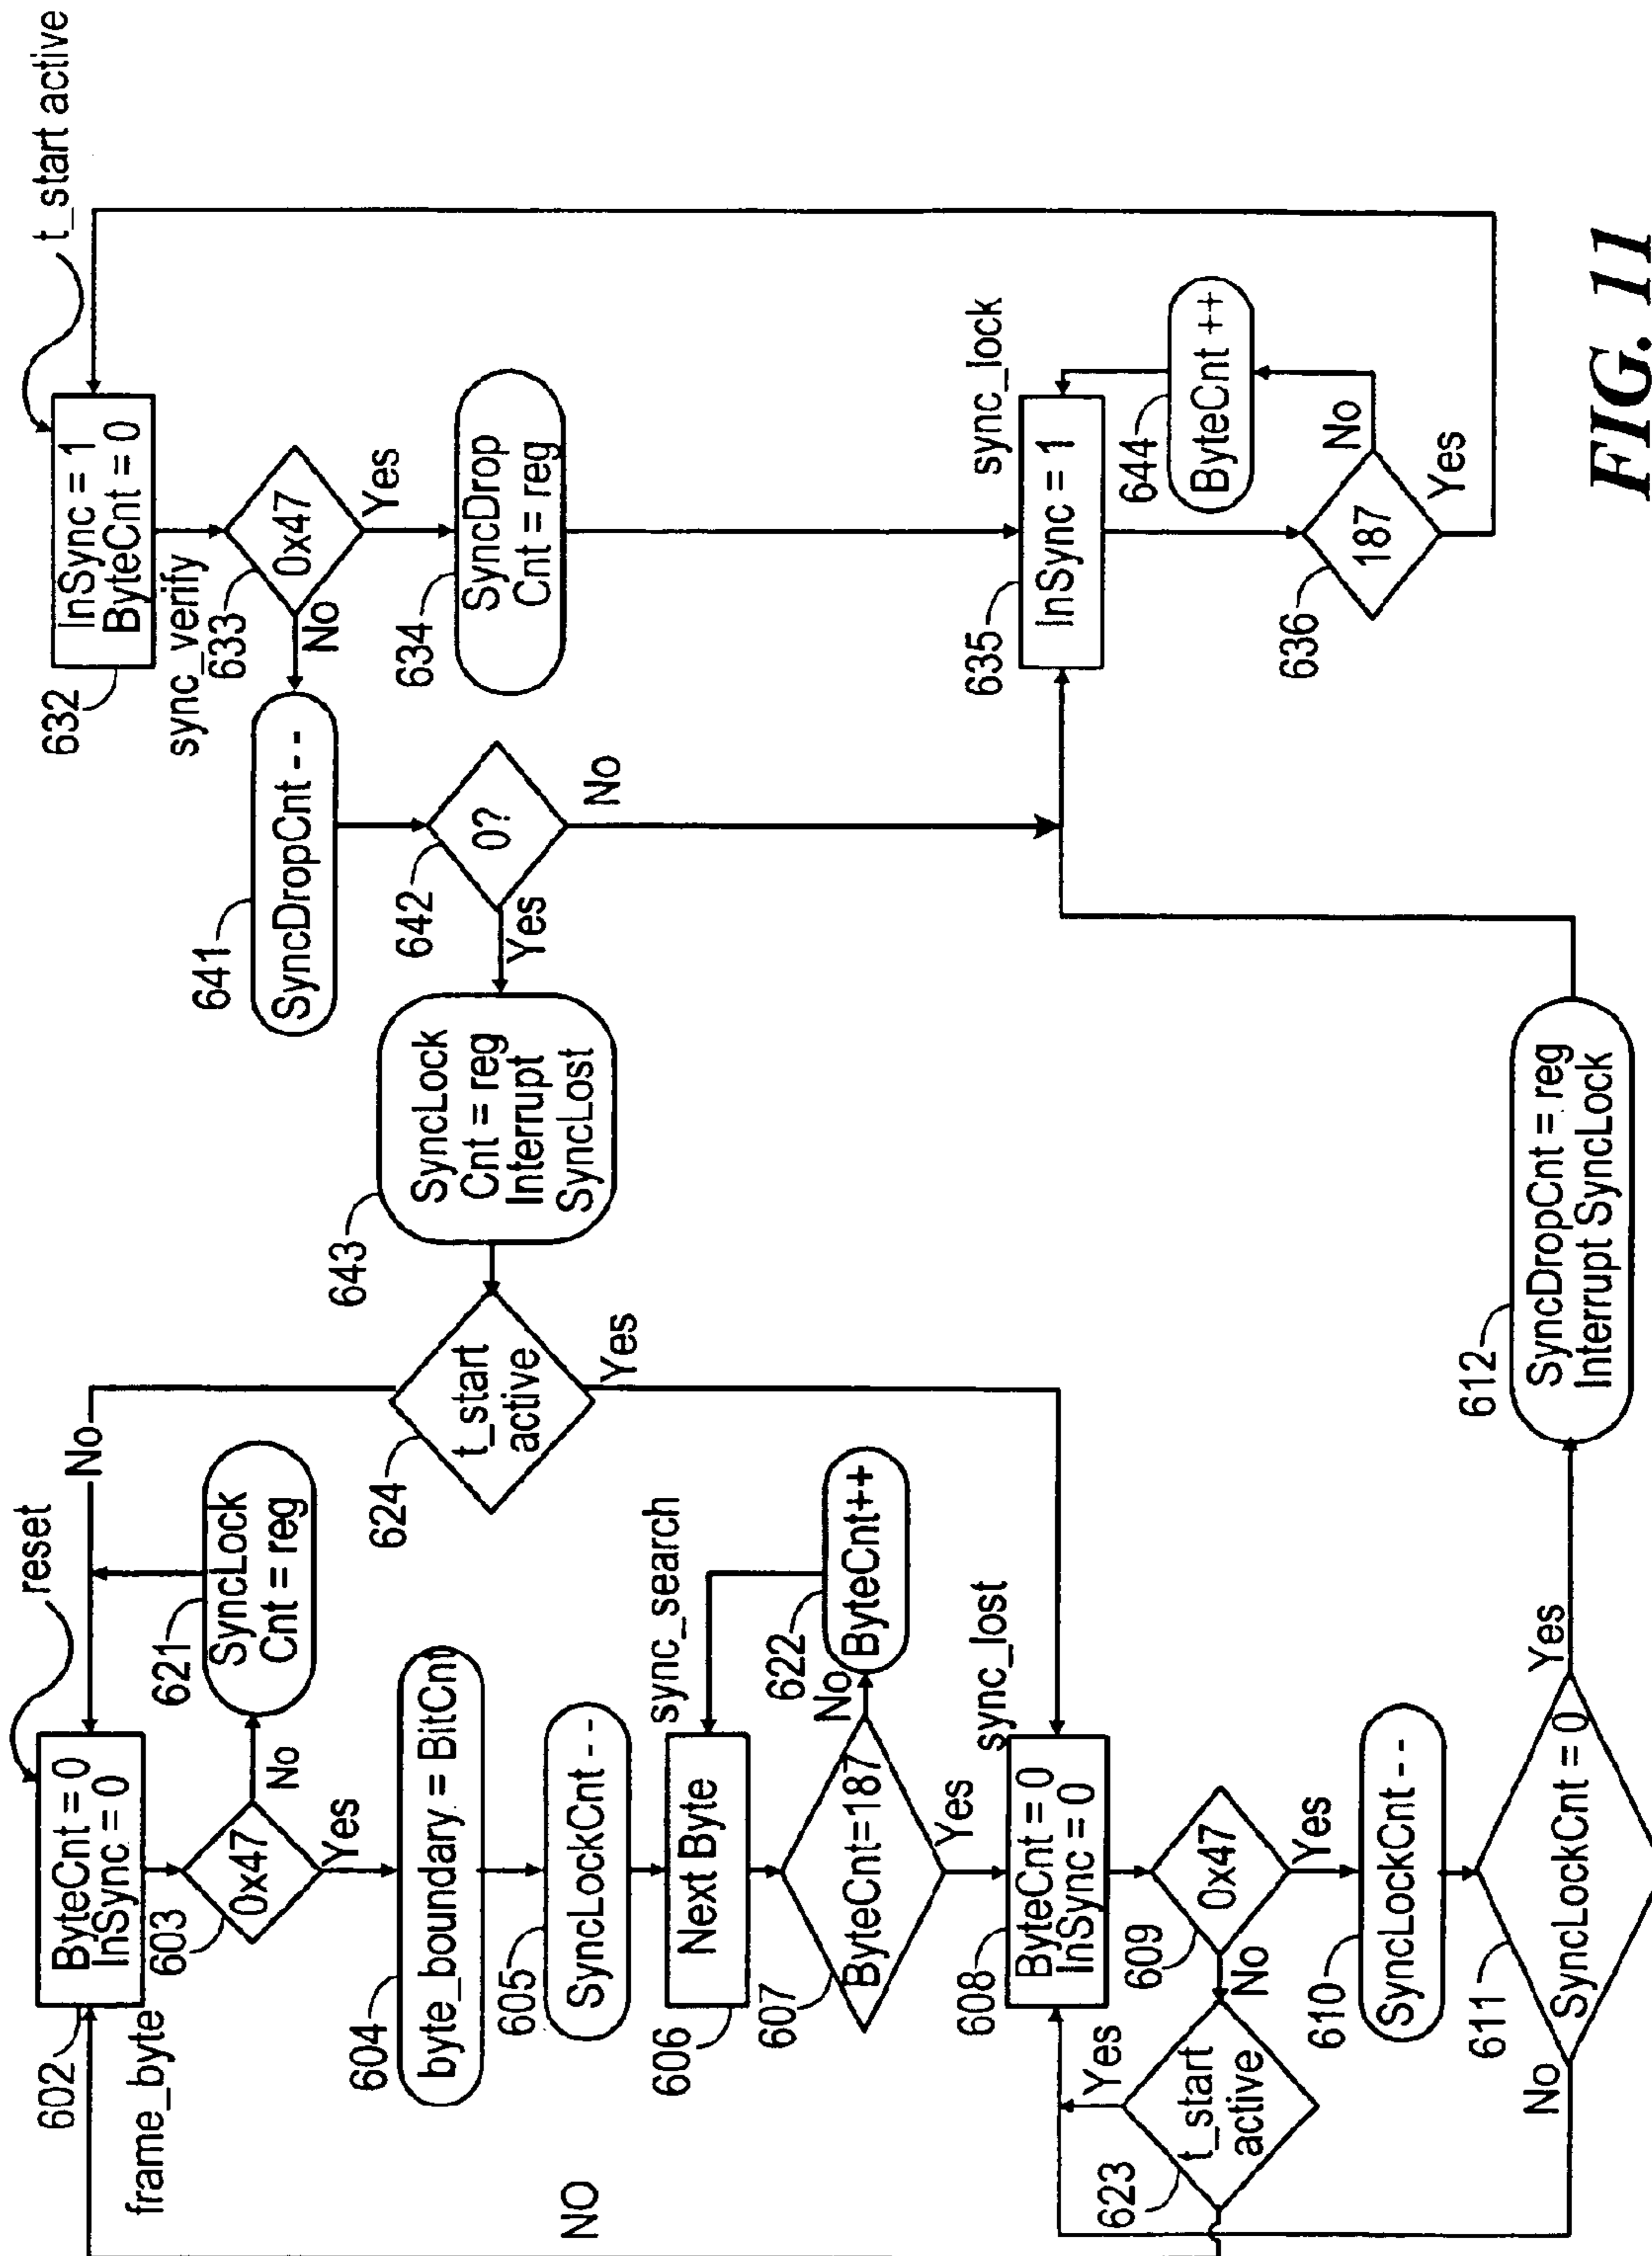 reset
602
ByteCnt = 0
InSync = 0
frame_byte
No
603
0x47
No
Yes
621
SyncLock
Cnt = reg
604
byte_boundary = BitCnt
605
SyncLockCnt - -
sync_search
606
Next Byte
607
ByteCnt=187
No
Yes
622
ByteCnt++
sync_lost
608
ByteCnt = 0
InSync = 0
609
0x47
No
Yes
623
t_start
active
Yes
NO
610
SyncLockCnt - -
611
SyncLockCnt = 0
No
Yes
612
SyncDropCnt = reg
Interrupt SyncLock
624
t_start
active
Yes
643
SyncLock
Cnt = reg
Interrupt
SyncLost
641
SyncDropCnt - -
642
0?
Yes
No
t_start active
632
InSync = 1
ByteCnt = 0
sync_verify
633
0x47
No
Yes
634
SyncDrop
Cnt = reg
sync_lock
635
InSync = 1
644
ByteCnt ++
636
187
No
Yes
FIG. 11